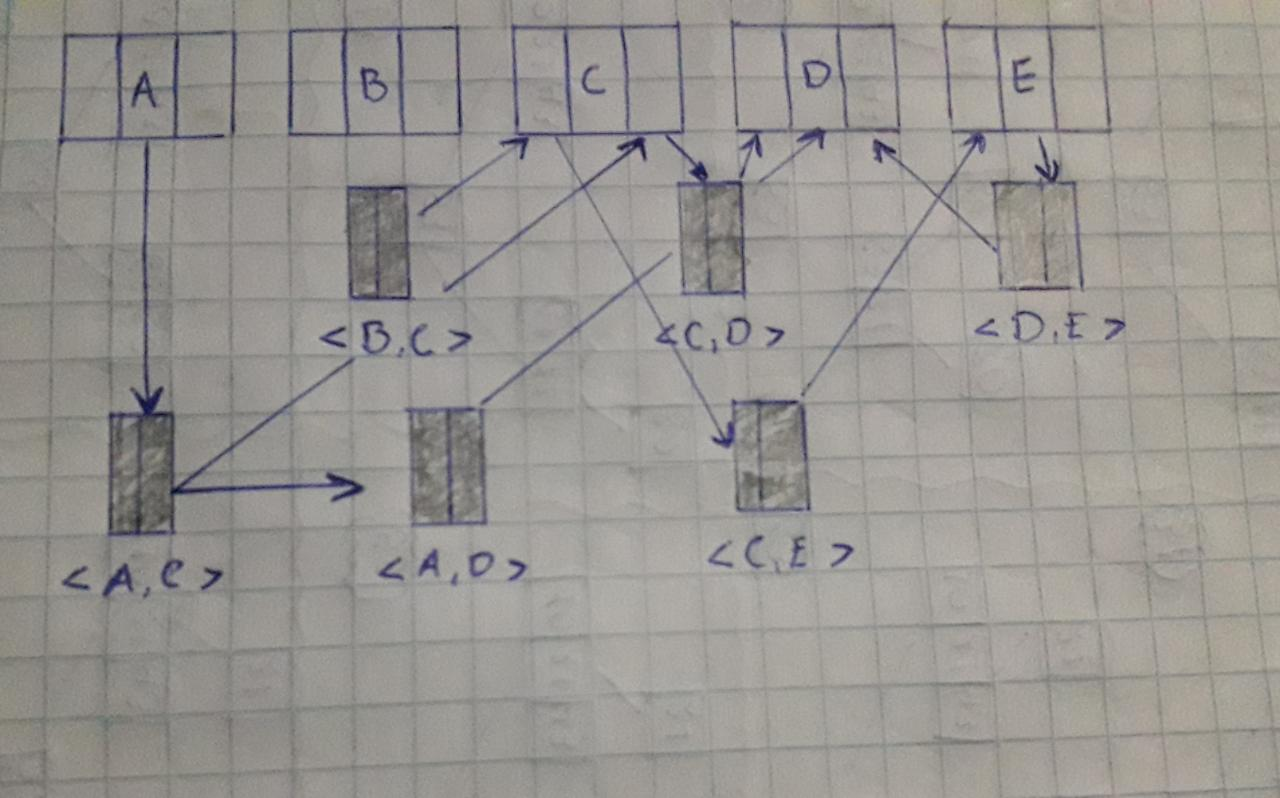 A B C D E
<B,C> <C,D> <D,E>
<A,C> <A,D> <C,E>